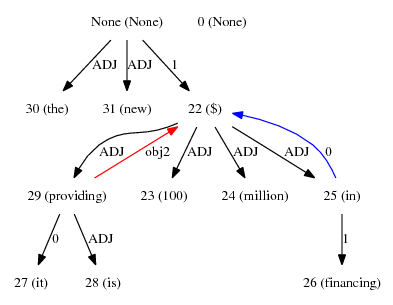 None (None) 0 (None)
ADJ ADJ 1
30 (the) 31 (new) 22 ($)
ADJ obj2 ADJ ADJ ADJ 0
29 (providing) 23 (100) 24 (million) 25 (in)
0 ADJ 1
27 (it) 28 (is) 26 (financing)